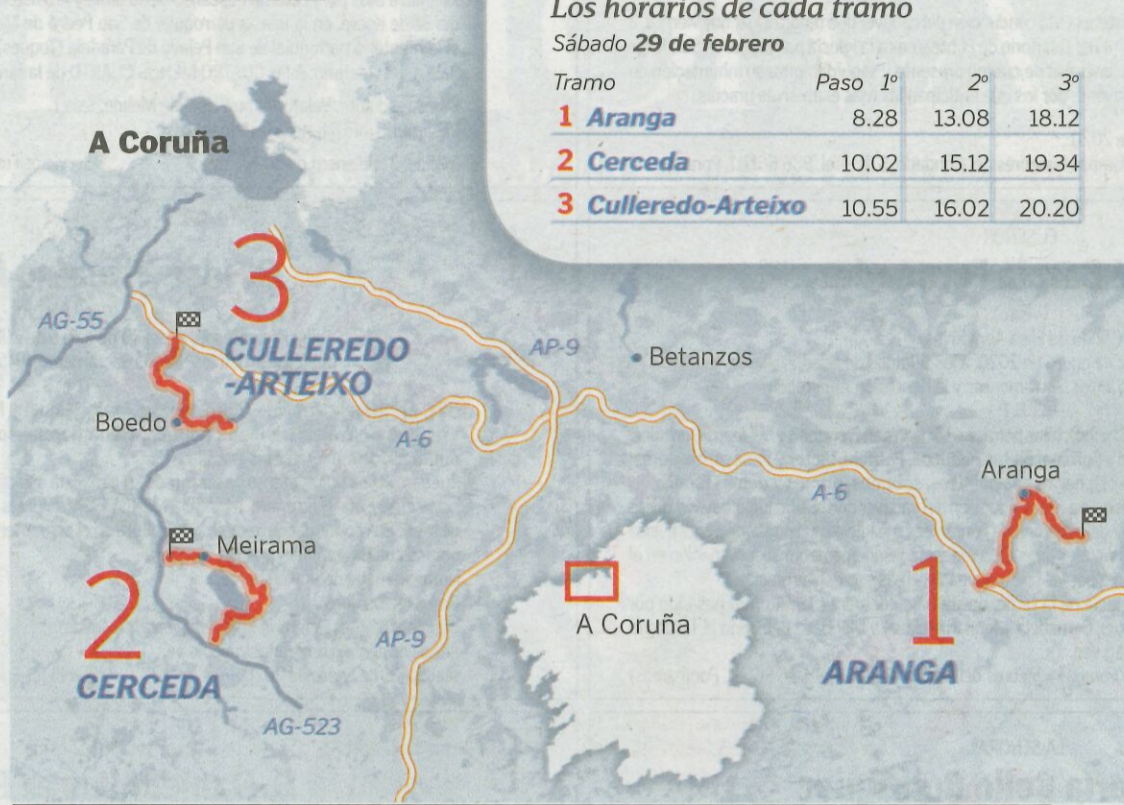 Los horarios de cada tramo
Sábado 29 de febrero
Tramo Paso 1º 2º 3º
1 Aranga 8.28 13.08 18.12
2 Cerceda 10.02 15.12 19.34
3 Culleredo-Arteixo 10.55 16.02 20.20
A Coruña
3
AG-55
CULLEREDO
-ARTEIXO
AP-9
Betanzos
Boedo
A-6
Aranga
A-6
Meirama
2
CERCEDA
1
ARANGA
A Coruña
AP-9
AG-523